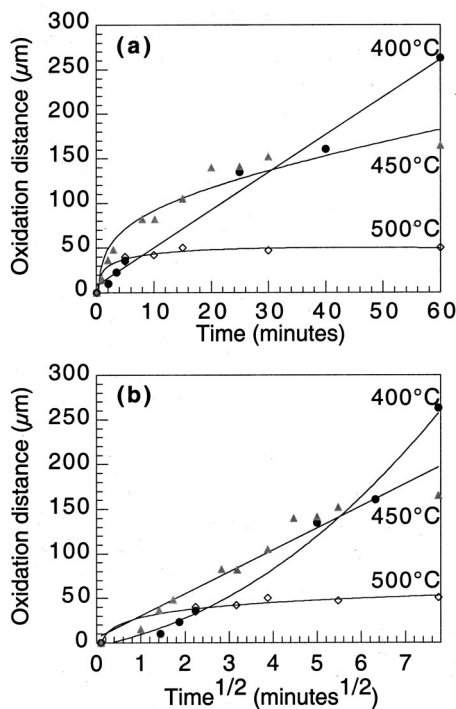 300
(a)
400°C
250
200
150
450°C
100
500°C
50
0
Oxidation distance (µm)
0 10 20 30 40 50 60
Time (minutes)
300
(b)
400°C
250
200
150
450°C
100
500°C
50
0
Oxidation distance (µm)
0 1 2 3 4 5 6 7
Time1/2 (minutes1/2)